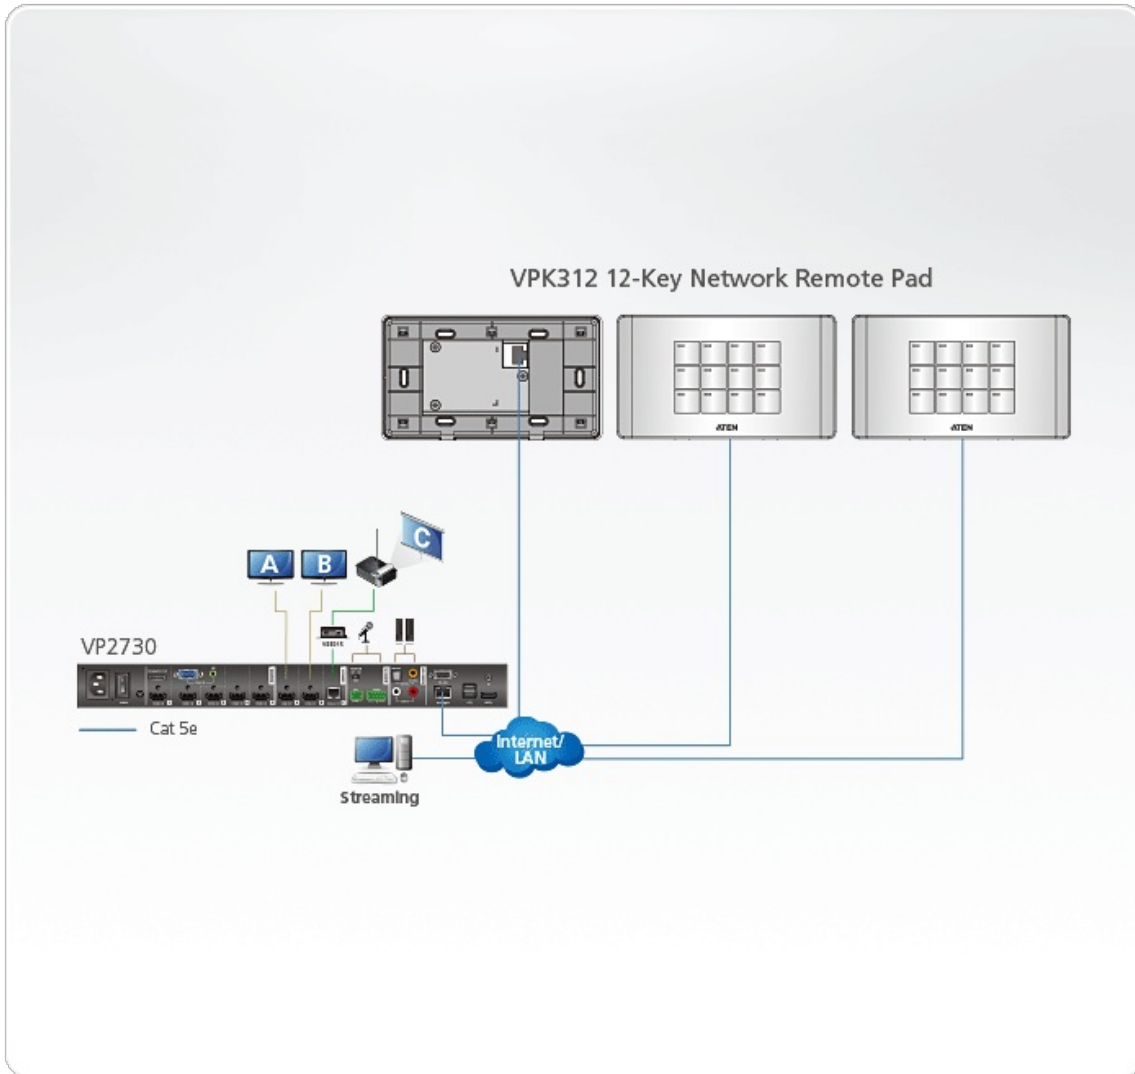 VPK312 12-Key Network Remote Pad
ATEN
ATEN
A
B
C
VP2730
Cat 5e
Internet/
LAN
Streaming